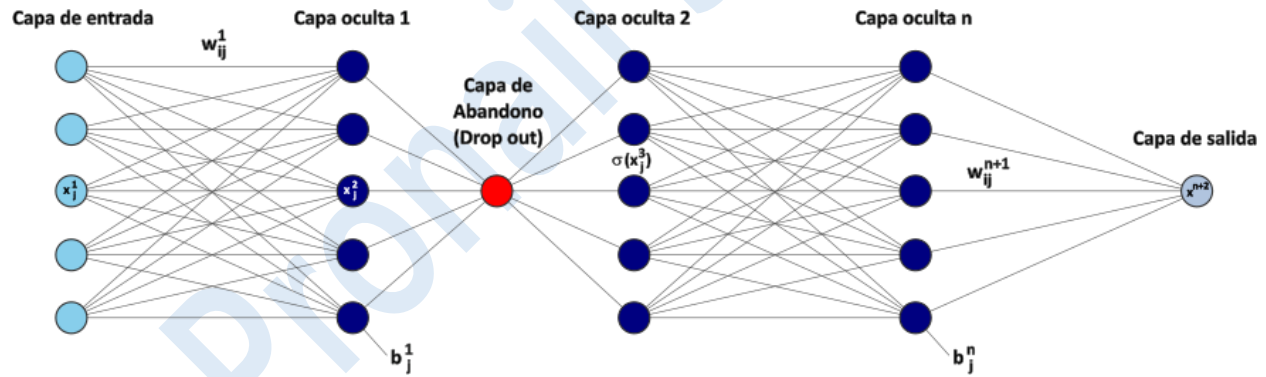 Capa de entrada
Capa oculta 1
Capa oculta 2
Capa oculta n
w¹ᵢⱼ
Capa de
Abandono
(Drop out)
Capa de salida
σ(x³ⱼ)
wⁿ⁺¹ᵢⱼ
x¹ⱼ
x²ⱼ
xⁿ⁺²
b¹ⱼ
bⁿⱼ